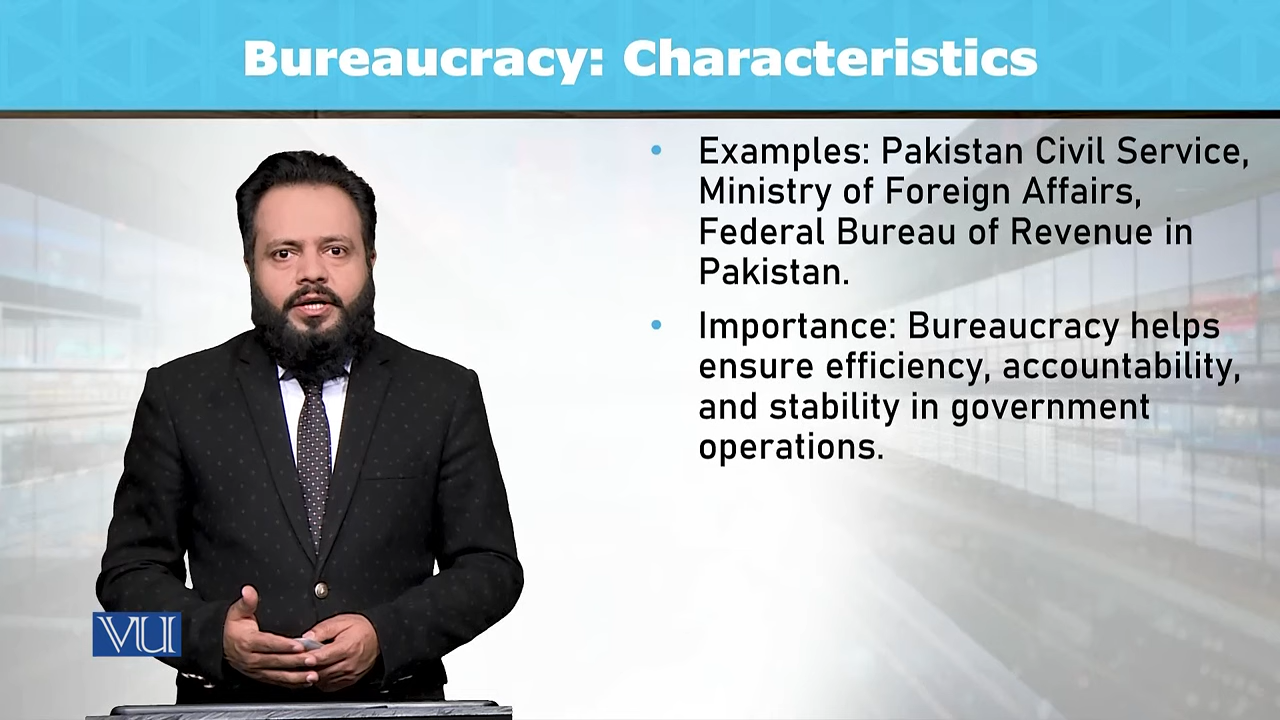 Bureaucracy: Characteristics
• Examples: Pakistan Civil Service,
Ministry of Foreign Affairs,
Federal Bureau of Revenue in
Pakistan.
• Importance: Bureaucracy helps
ensure efficiency, accountability,
and stability in government
operations.
VU